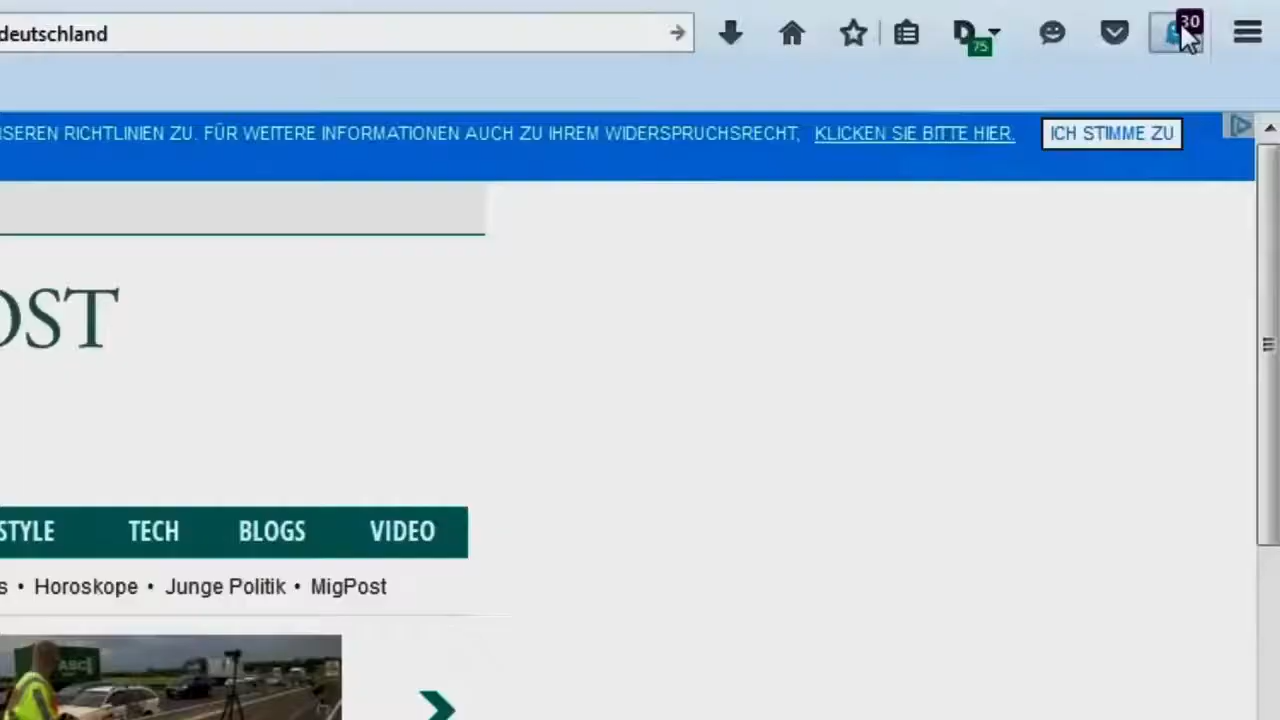 deutschland
30
D
75
SEREN RICHTLINIEN ZU. FÜR WEITERE INFORMATIONEN AUCH ZU IHREM WIDERSPRUCHSRECHT, KLICKEN SIE BITTE HIER.
ICH STIMME ZU
OST
STYLE TECH BLOGS VIDEO
s • Horoskope • Junge Politik • MigPost
ASC